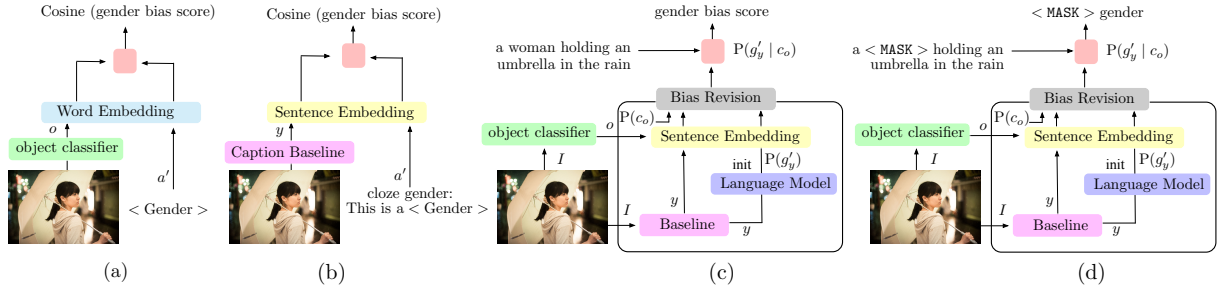 Cosine (gender bias score)
Word Embedding
o
object classifier
a′
< Gender >
(a)
Cosine (gender bias score)
Sentence Embedding
y
Caption Baseline
a′
cloze gender:
This is a < Gender >
(b)
gender bias score
a woman holding an
umbrella in the rain
P(g′y | co)
Bias Revision
P(co)
object classifier
o
Sentence Embedding
I
init
P(g′y)
Language Model
y
I
Baseline
y
(c)
< MASK > gender
a < MASK > holding an
umbrella in the rain
P(g′y | co)
Bias Revision
P(co)
object classifier
o
Sentence Embedding
I
init
P(g′y)
Language Model
y
I
Baseline
y
(d)